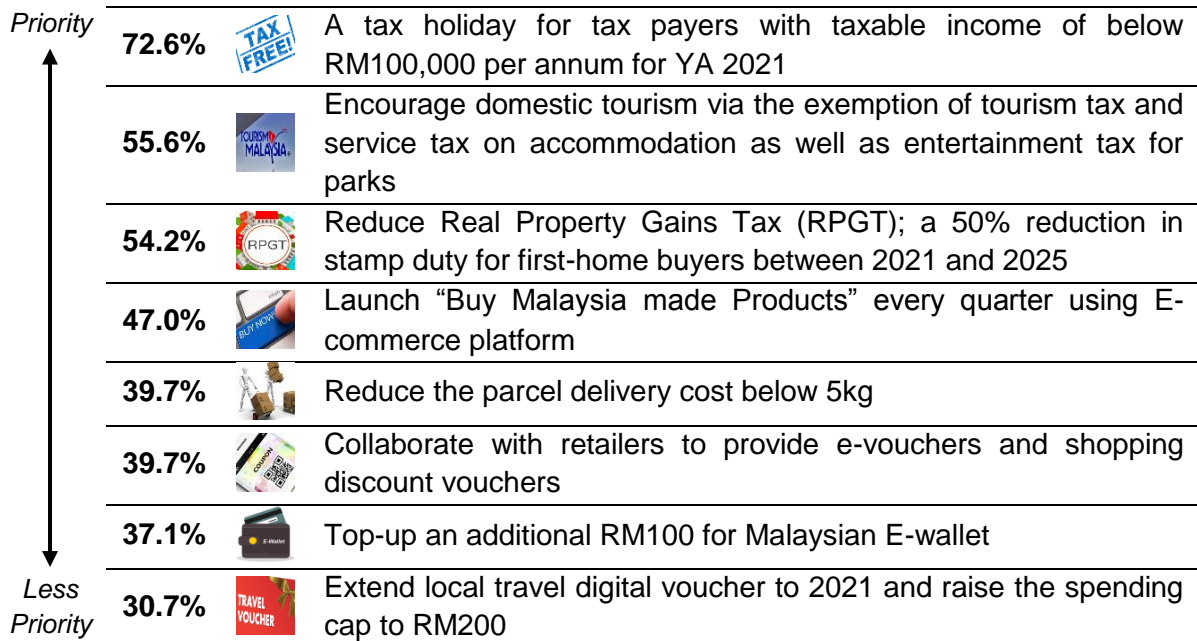 Priority
72.6%
TAX
FREE!
A tax holiday for tax payers with taxable income of below
RM100,000 per annum for YA 2021
55.6%
TOURISM
MALAYSIA
Encourage domestic tourism via the exemption of tourism tax and
service tax on accommodation as well as entertainment tax for
parks
54.2%
RPGT
Reduce Real Property Gains Tax (RPGT); a 50% reduction in
stamp duty for first-home buyers between 2021 and 2025
47.0%
BUY NOW
Launch “Buy Malaysia made Products” every quarter using E-
commerce platform
39.7%
Reduce the parcel delivery cost below 5kg
39.7%
COUPON
Collaborate with retailers to provide e-vouchers and shopping
discount vouchers
37.1%
E-Wallet
Top-up an additional RM100 for Malaysian E-wallet
Less
Priority
30.7%
TRAVEL
VOUCHER
Extend local travel digital voucher to 2021 and raise the spending
cap to RM200